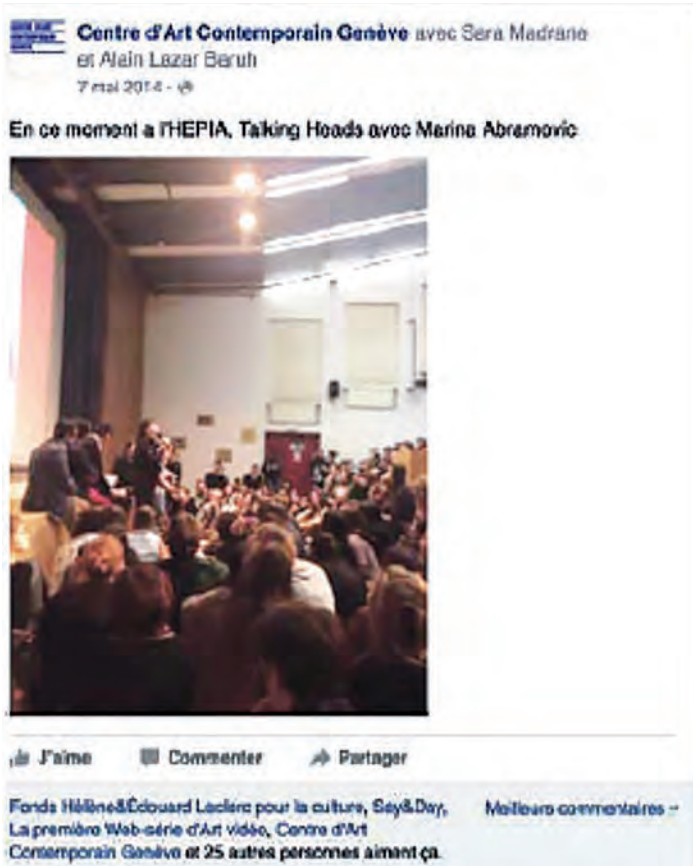 Centre d'Art Contemporain Genève avec Sara Madrane
et Alain Lazar Baruh
7 mai 2014
En ce moment a l'HEPIA, Talking Heads avec Marina Abramovic
J'aime Commenter Partager
Fonds Hélène&Édouard Leclerc pour la culture, Say&Day, Meilleurs commentaires
La première Web-série d'Art vidéo, Centre d'Art
Contemporain Genève et 25 autres personnes aiment ça.